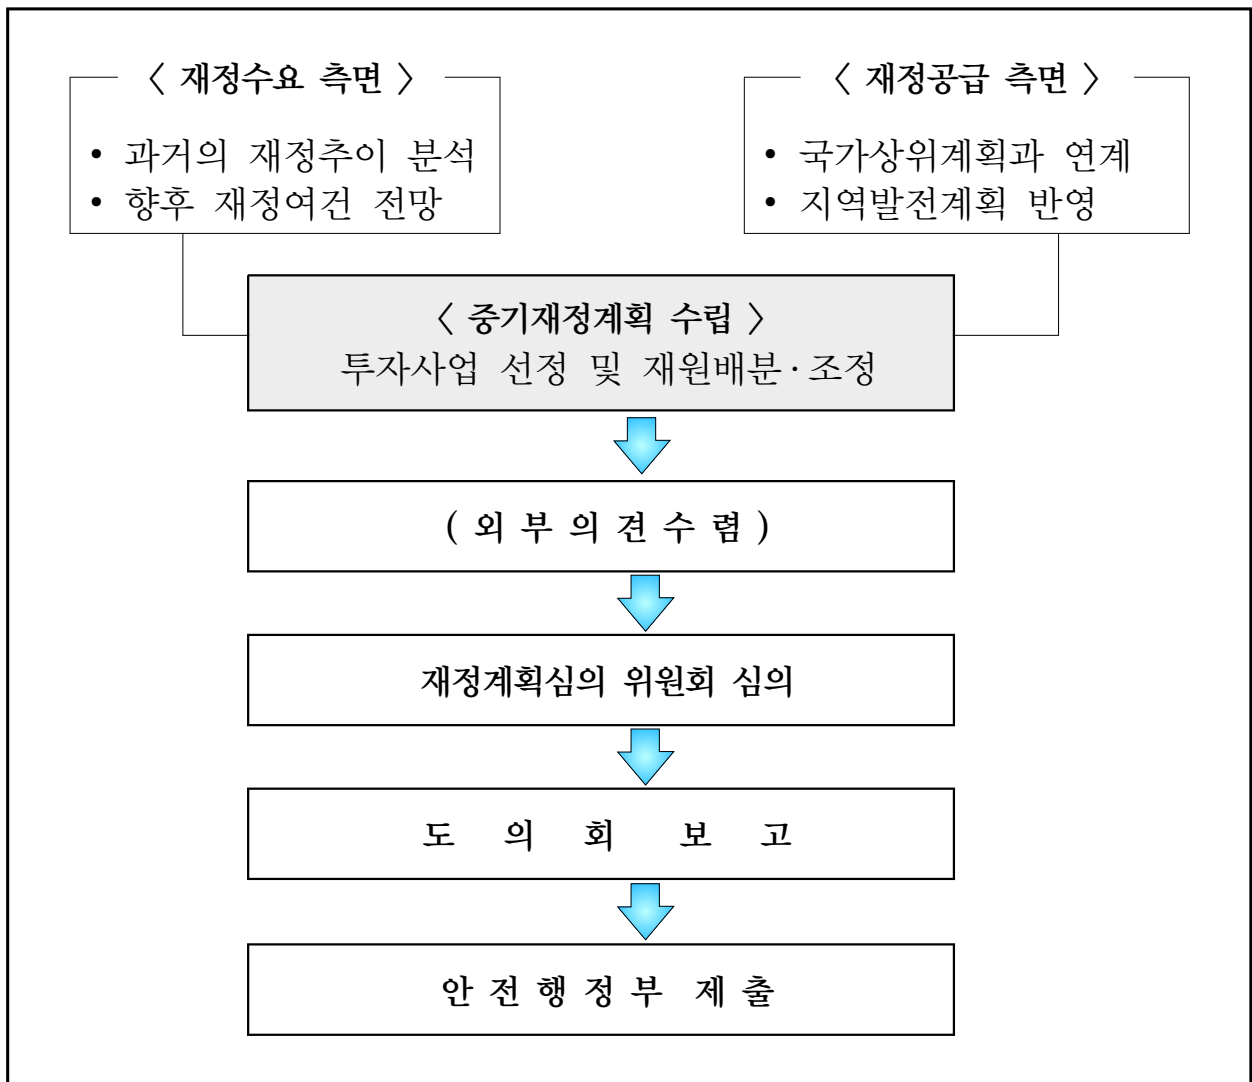 〈 재정수요 측면 〉
• 과거의 재정추이 분석
• 향후 재정여건 전망
〈 재정공급 측면 〉
• 국가상위계획과 연계
• 지역발전계획 반영
〈 중기재정계획 수립 〉
투자사업 선정 및 재원배분·조정
( 외 부 의 견 수 렴 )
재정계획심의 위원회 심의
도 의 회 보 고
안 전 행 정 부 제 출